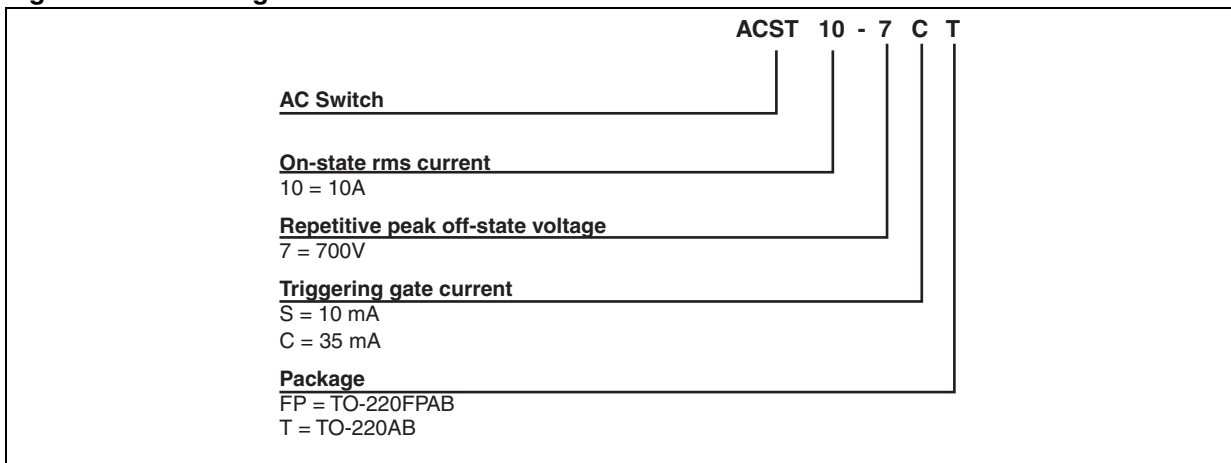 ACST 10 - 7 C T
AC Switch
On-state rms current
10 = 10A
Repetitive peak off-state voltage
7 = 700V
Triggering gate current
S = 10 mA
C = 35 mA
Package
FP = TO-220FPAB
T = TO-220AB